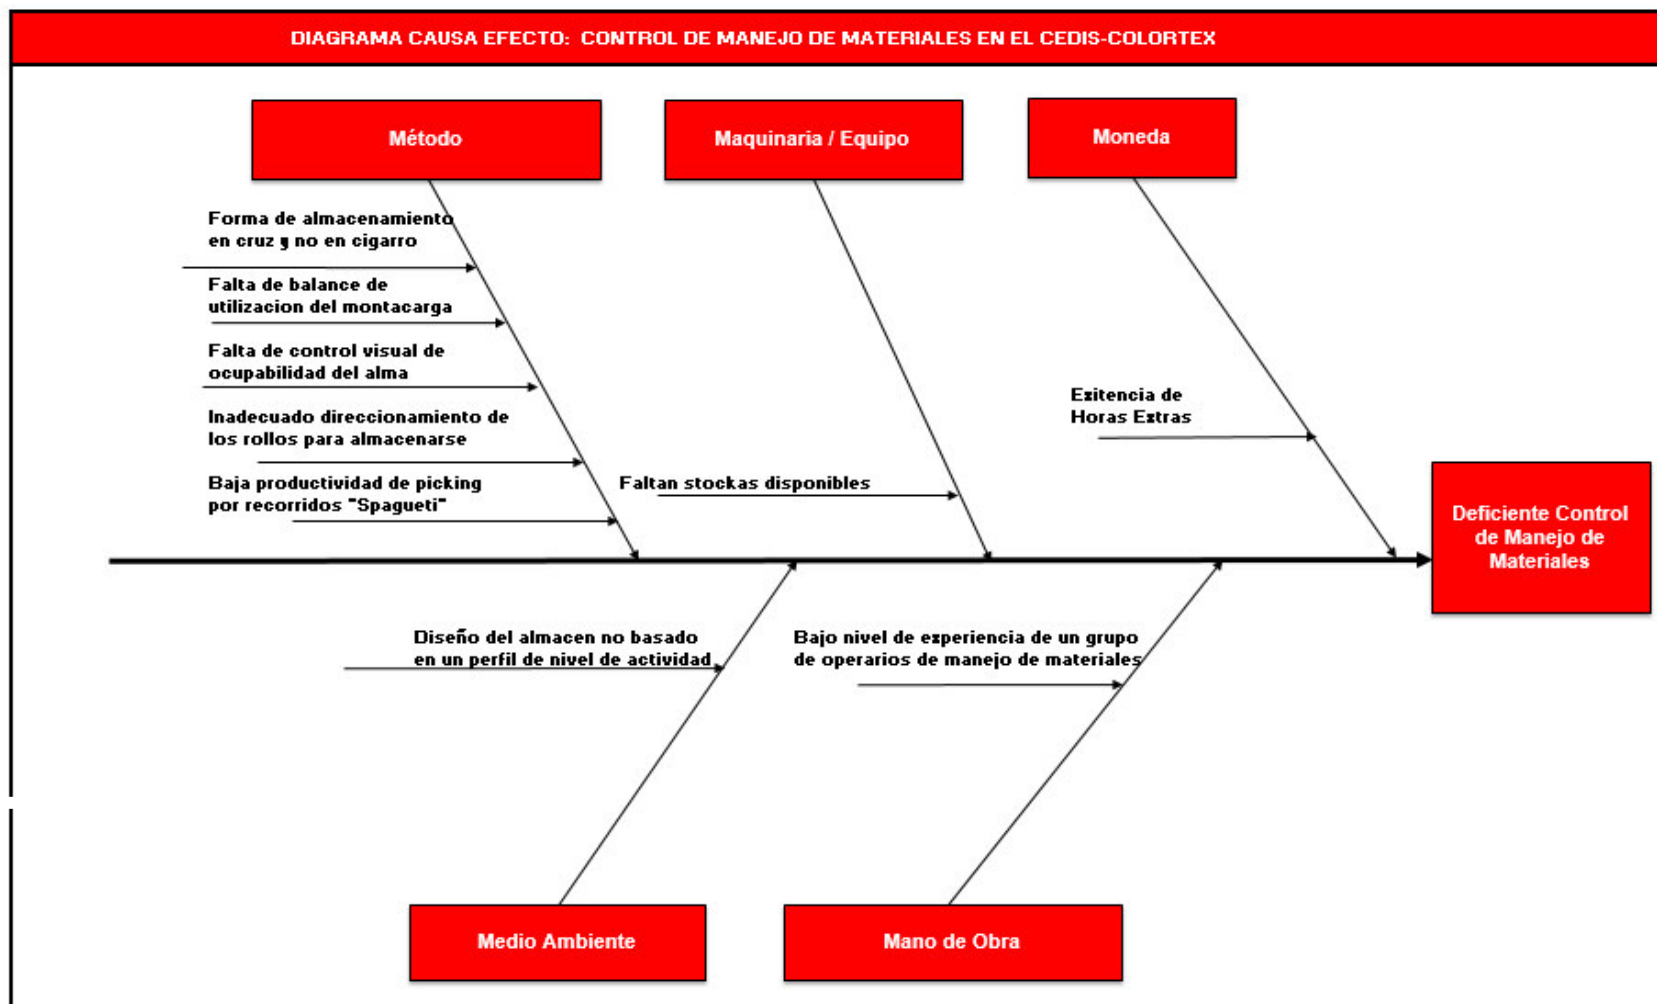 DIAGRAMA CAUSA EFECTO: CONTROL DE MANEJO DE MATERIALES EN EL CEDIS-COLORTEX
Método
Maquinaria / Equipo
Moneda
Forma de almacenamiento
en cruz y no en cigarro
Falta de balance de
utilizacion del montacarga
Falta de control visual de
ocupabilidad del alma
Inadecuado direccionamiento de
los rollos para almacenarse
Baja productividad de picking
por recorridos "Spagueti"
Faltan stockas disponibles
Exitencia de
Horas Extras
Deficiente Control
de Manejo de
Materiales
Diseño del almacen no basado
en un perfil de nivel de actividad
Bajo nivel de experiencia de un grupo
de operarios de manejo de materiales
Medio Ambiente
Mano de Obra